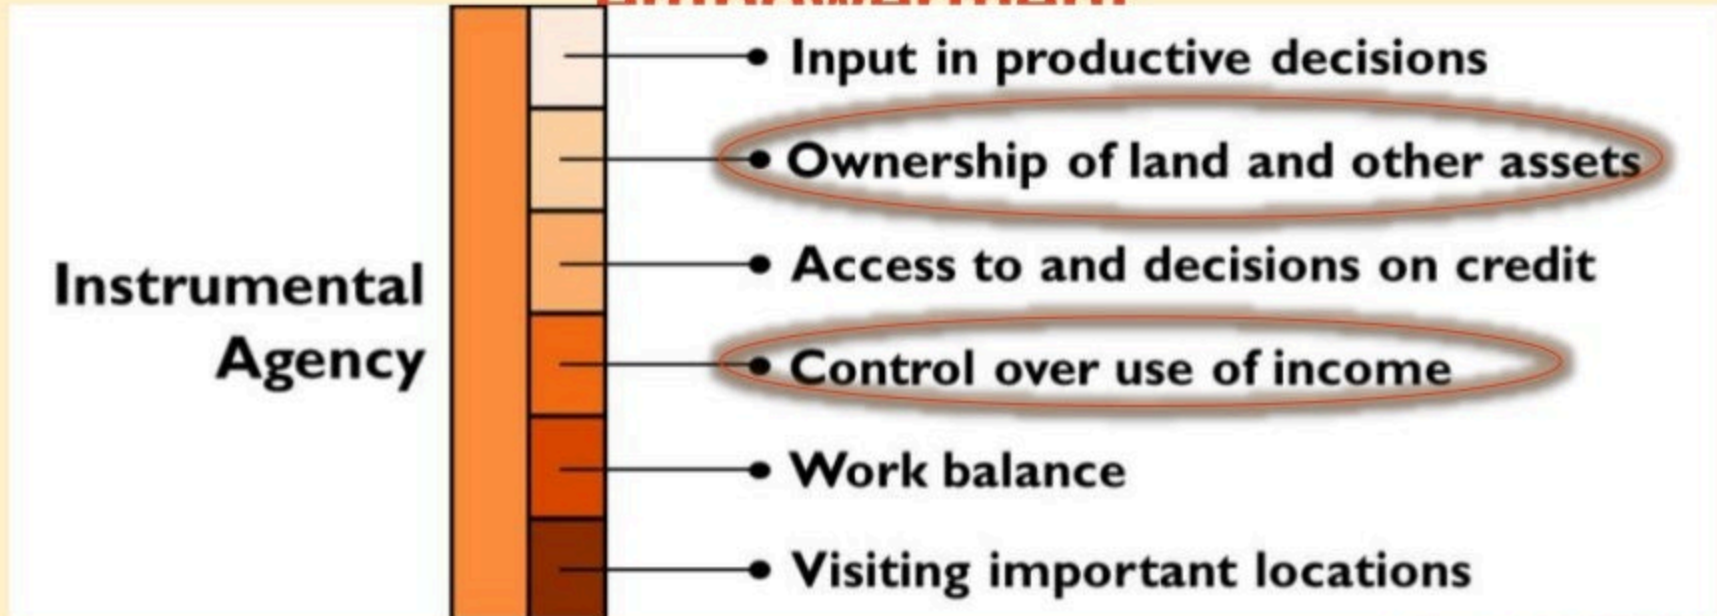 Input in productive decisions
Ownership of land and other assets
Access to and decisions on credit
Instrumental
Agency
Control over use of income
Work balance
Visiting important locations